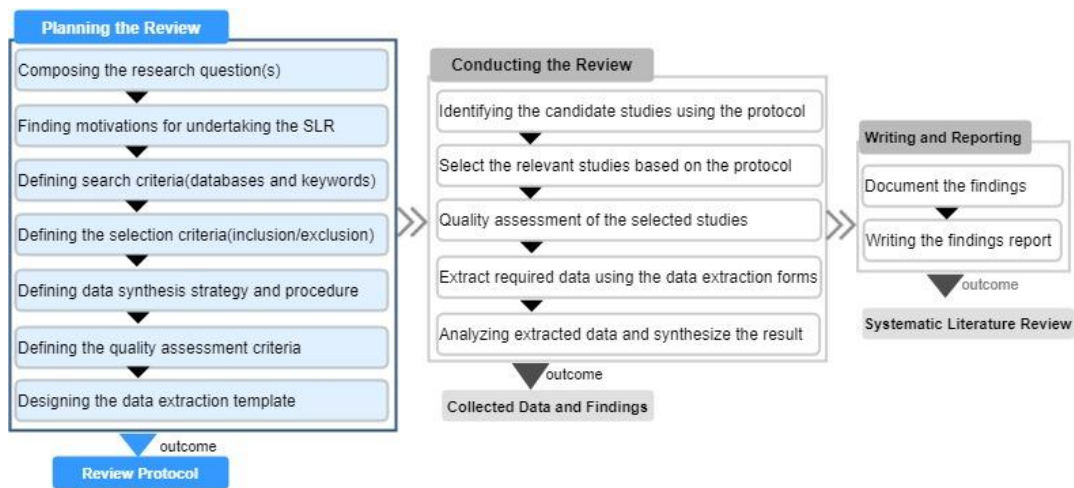 Planning the Review
Composing the research question(s)
Finding motivations for undertaking the SLR
Defining search criteria(databases and keywords)
Defining the selection criteria(inclusion/exclusion)
Defining data synthesis strategy and procedure
Defining the quality assessment criteria
Designing the data extraction template
outcome
Review Protocol
Conducting the Review
Identifying the candidate studies using the protocol
Select the relevant studies based on the protocol
Quality assessment of the selected studies
Extract required data using the data extraction forms
Analyzing extracted data and synthesize the result
outcome
Collected Data and Findings
Writing and Reporting
Document the findings
Writing the findings report
outcome
Systematic Literature Review